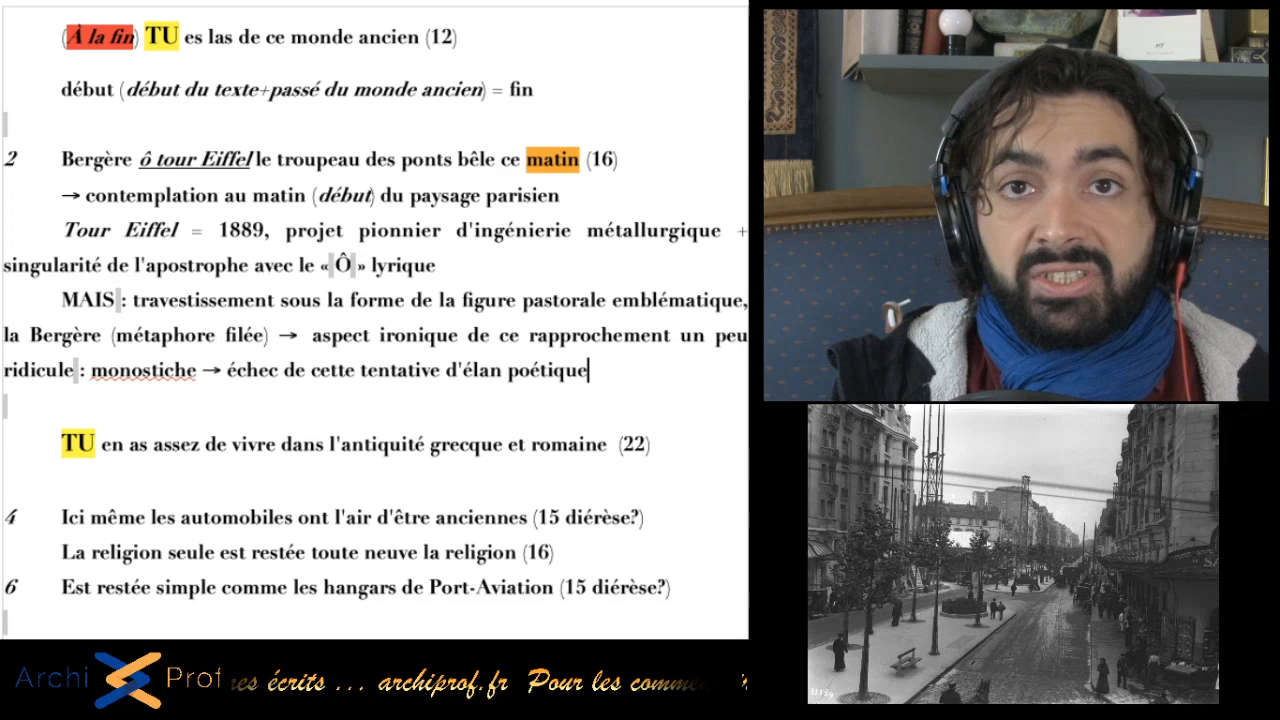 (À la fin) TU es las de ce monde ancien (12)
début (début du texte+passé du monde ancien) = fin
2 Bergère ô tour Eiffel le troupeau des ponts bêle ce matin (16)
→ contemplation au matin (début) du paysage parisien
Tour Eiffel = 1889, projet pionnier d'ingénierie métallurgique +
singularité de l'apostrophe avec le « Ô » lyrique
MAIS : travestissement sous la forme de la figure pastorale emblématique,
la Bergère (métaphore filée) → aspect ironique de ce rapprochement un peu
ridicule : monostiche → échec de cette tentative d'élan poétique
TU en as assez de vivre dans l'antiquité grecque et romaine (22)
4 Ici même les automobiles ont l'air d'être anciennes (15 diérèse?)
La religion seule est restée toute neuve la religion (16)
6 Est restée simple comme les hangars de Port-Aviation (15 diérèse?)
Archi Prof
res écrits ... archiprof.fr Pour les comme